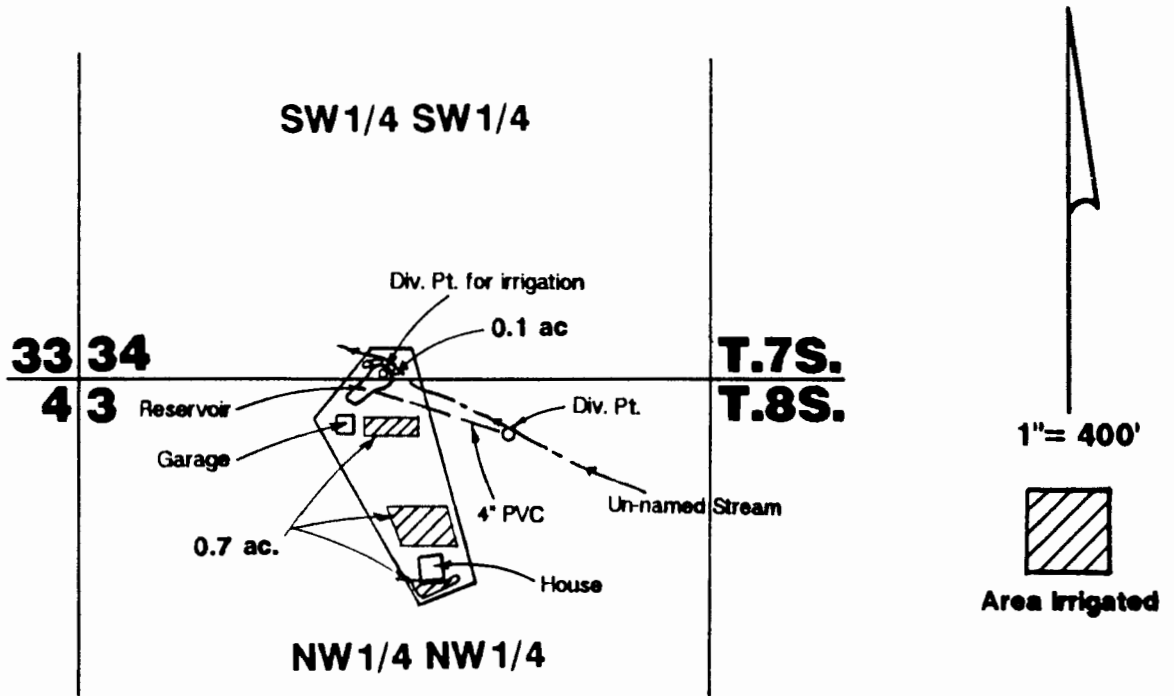 SW1/4 SW1/4
Div. Pt. for irrigation
0.1 ac
33 34
T.7S.
4 3
T.8S.
Reservoir
Div. Pt.
Garage
1"= 400'
4" PVC
Un-named Stream
0.7 ac.
House
Area Irrigated
NW1/4 NW1/4